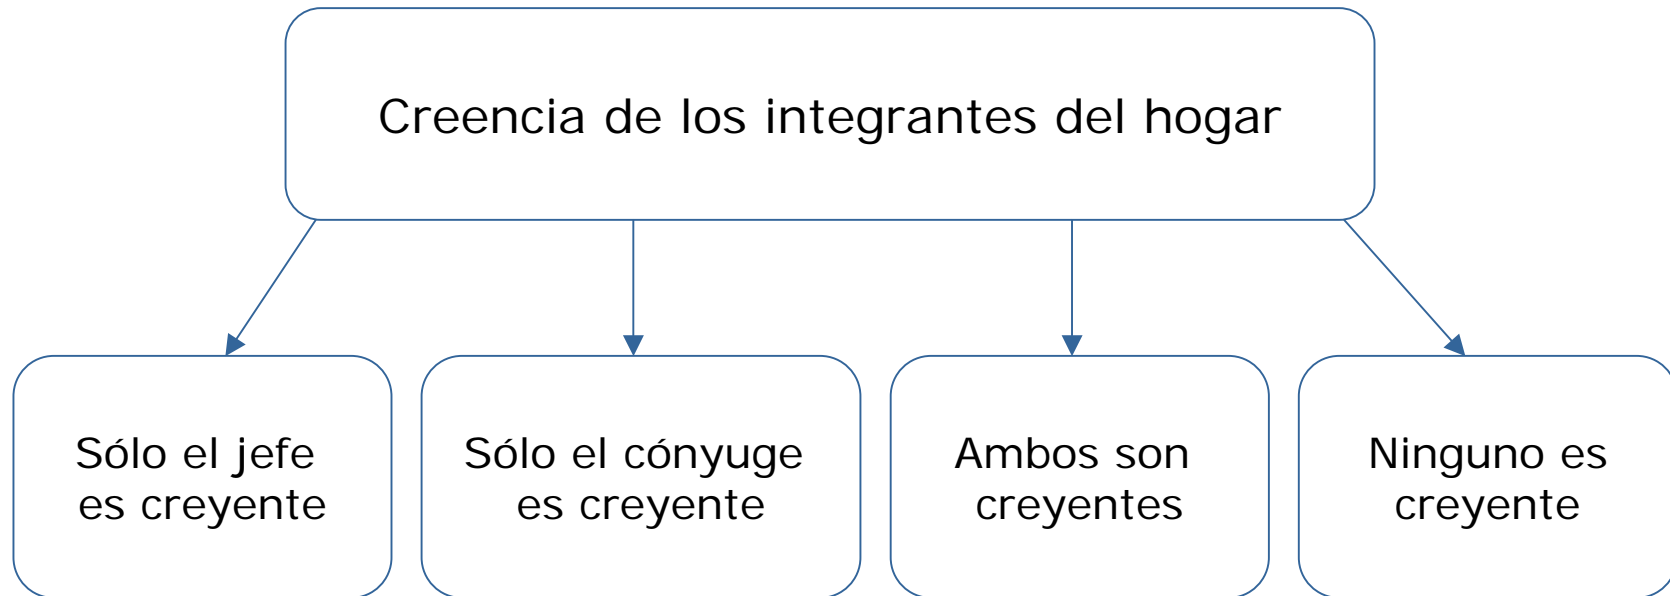 Creencia de los integrantes del hogar
Sólo el jefe
es creyente
Sólo el cónyuge
es creyente
Ambos son
creyentes
Ninguno es
creyente